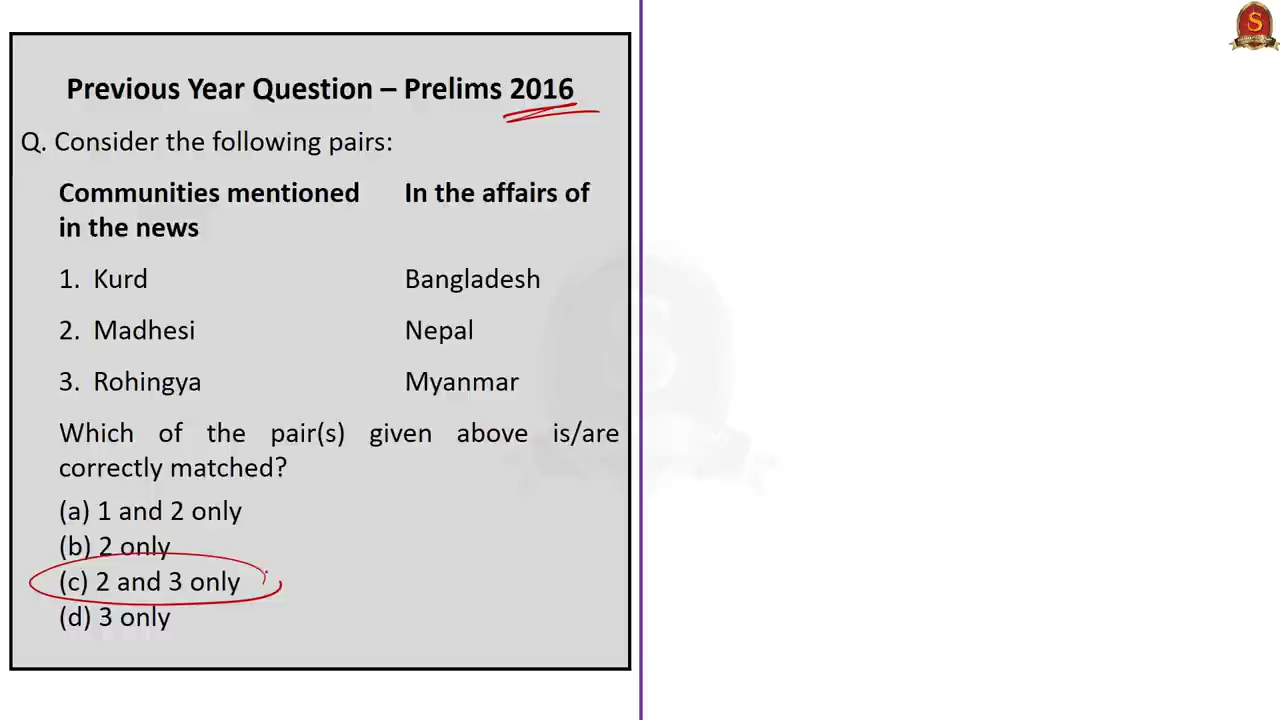 Previous Year Question – Prelims 2016
Q. Consider the following pairs:
Communities mentioned In the affairs of
in the news
1. Kurd Bangladesh
2. Madhesi Nepal
3. Rohingya Myanmar
Which of the pair(s) given above is/are
correctly matched?
(a) 1 and 2 only
(b) 2 only
(c) 2 and 3 only
(d) 3 only
S
S